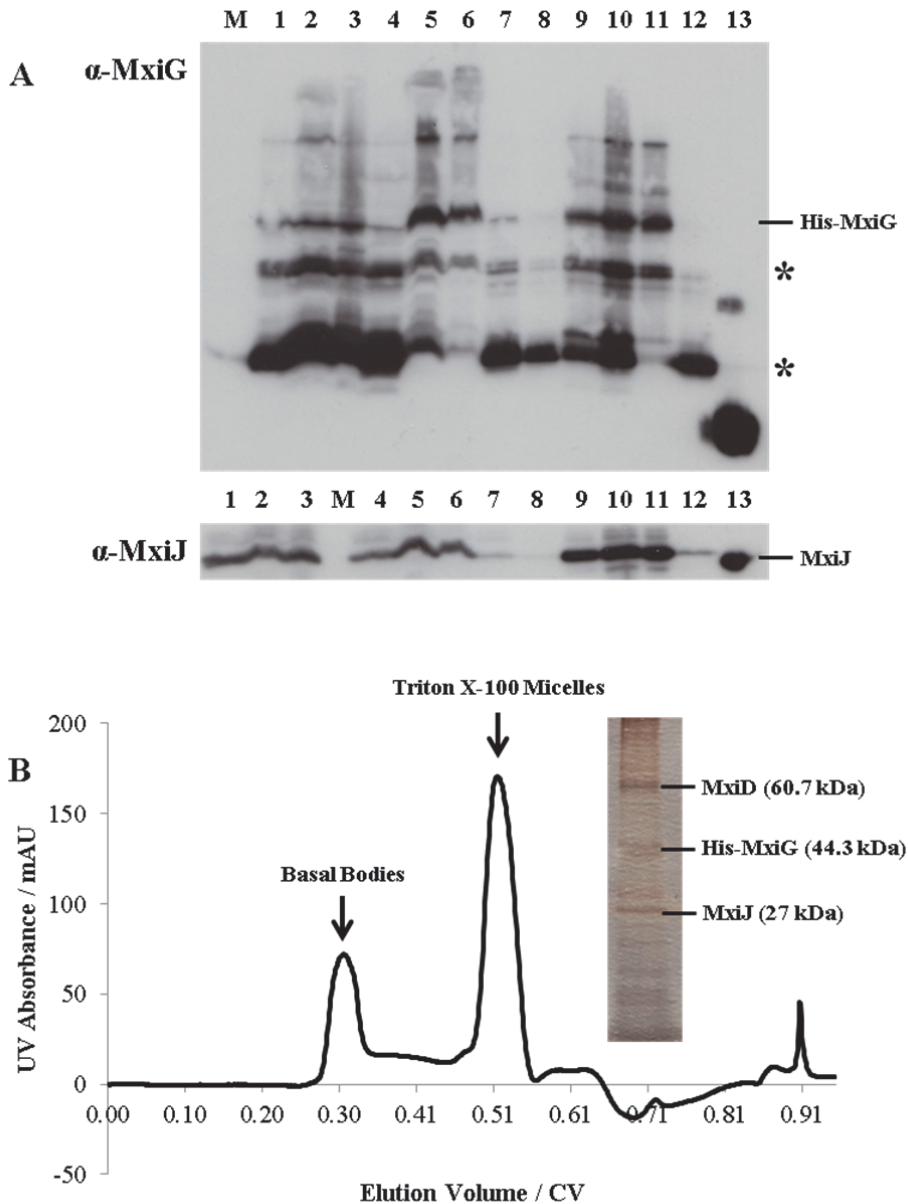 M 1 2 3 4 5 6 7 8 9 10 11 12 13
A
α-MxiG
His-MxiG
*
*
1 2 3 M 4 5 6 7 8 9 10 11 12 13
α-MxiJ
MxiJ
B
Triton X-100 Micelles
Basal Bodies
MxiD (60.7 kDa)
His-MxiG (44.3 kDa)
MxiJ (27 kDa)
UV Absorbance / mAU
200
150
100
50
0
-50
0.00 0.10 0.20 0.30 0.41 0.51 0.61 0.71 0.81 0.91
Elution Volume / CV